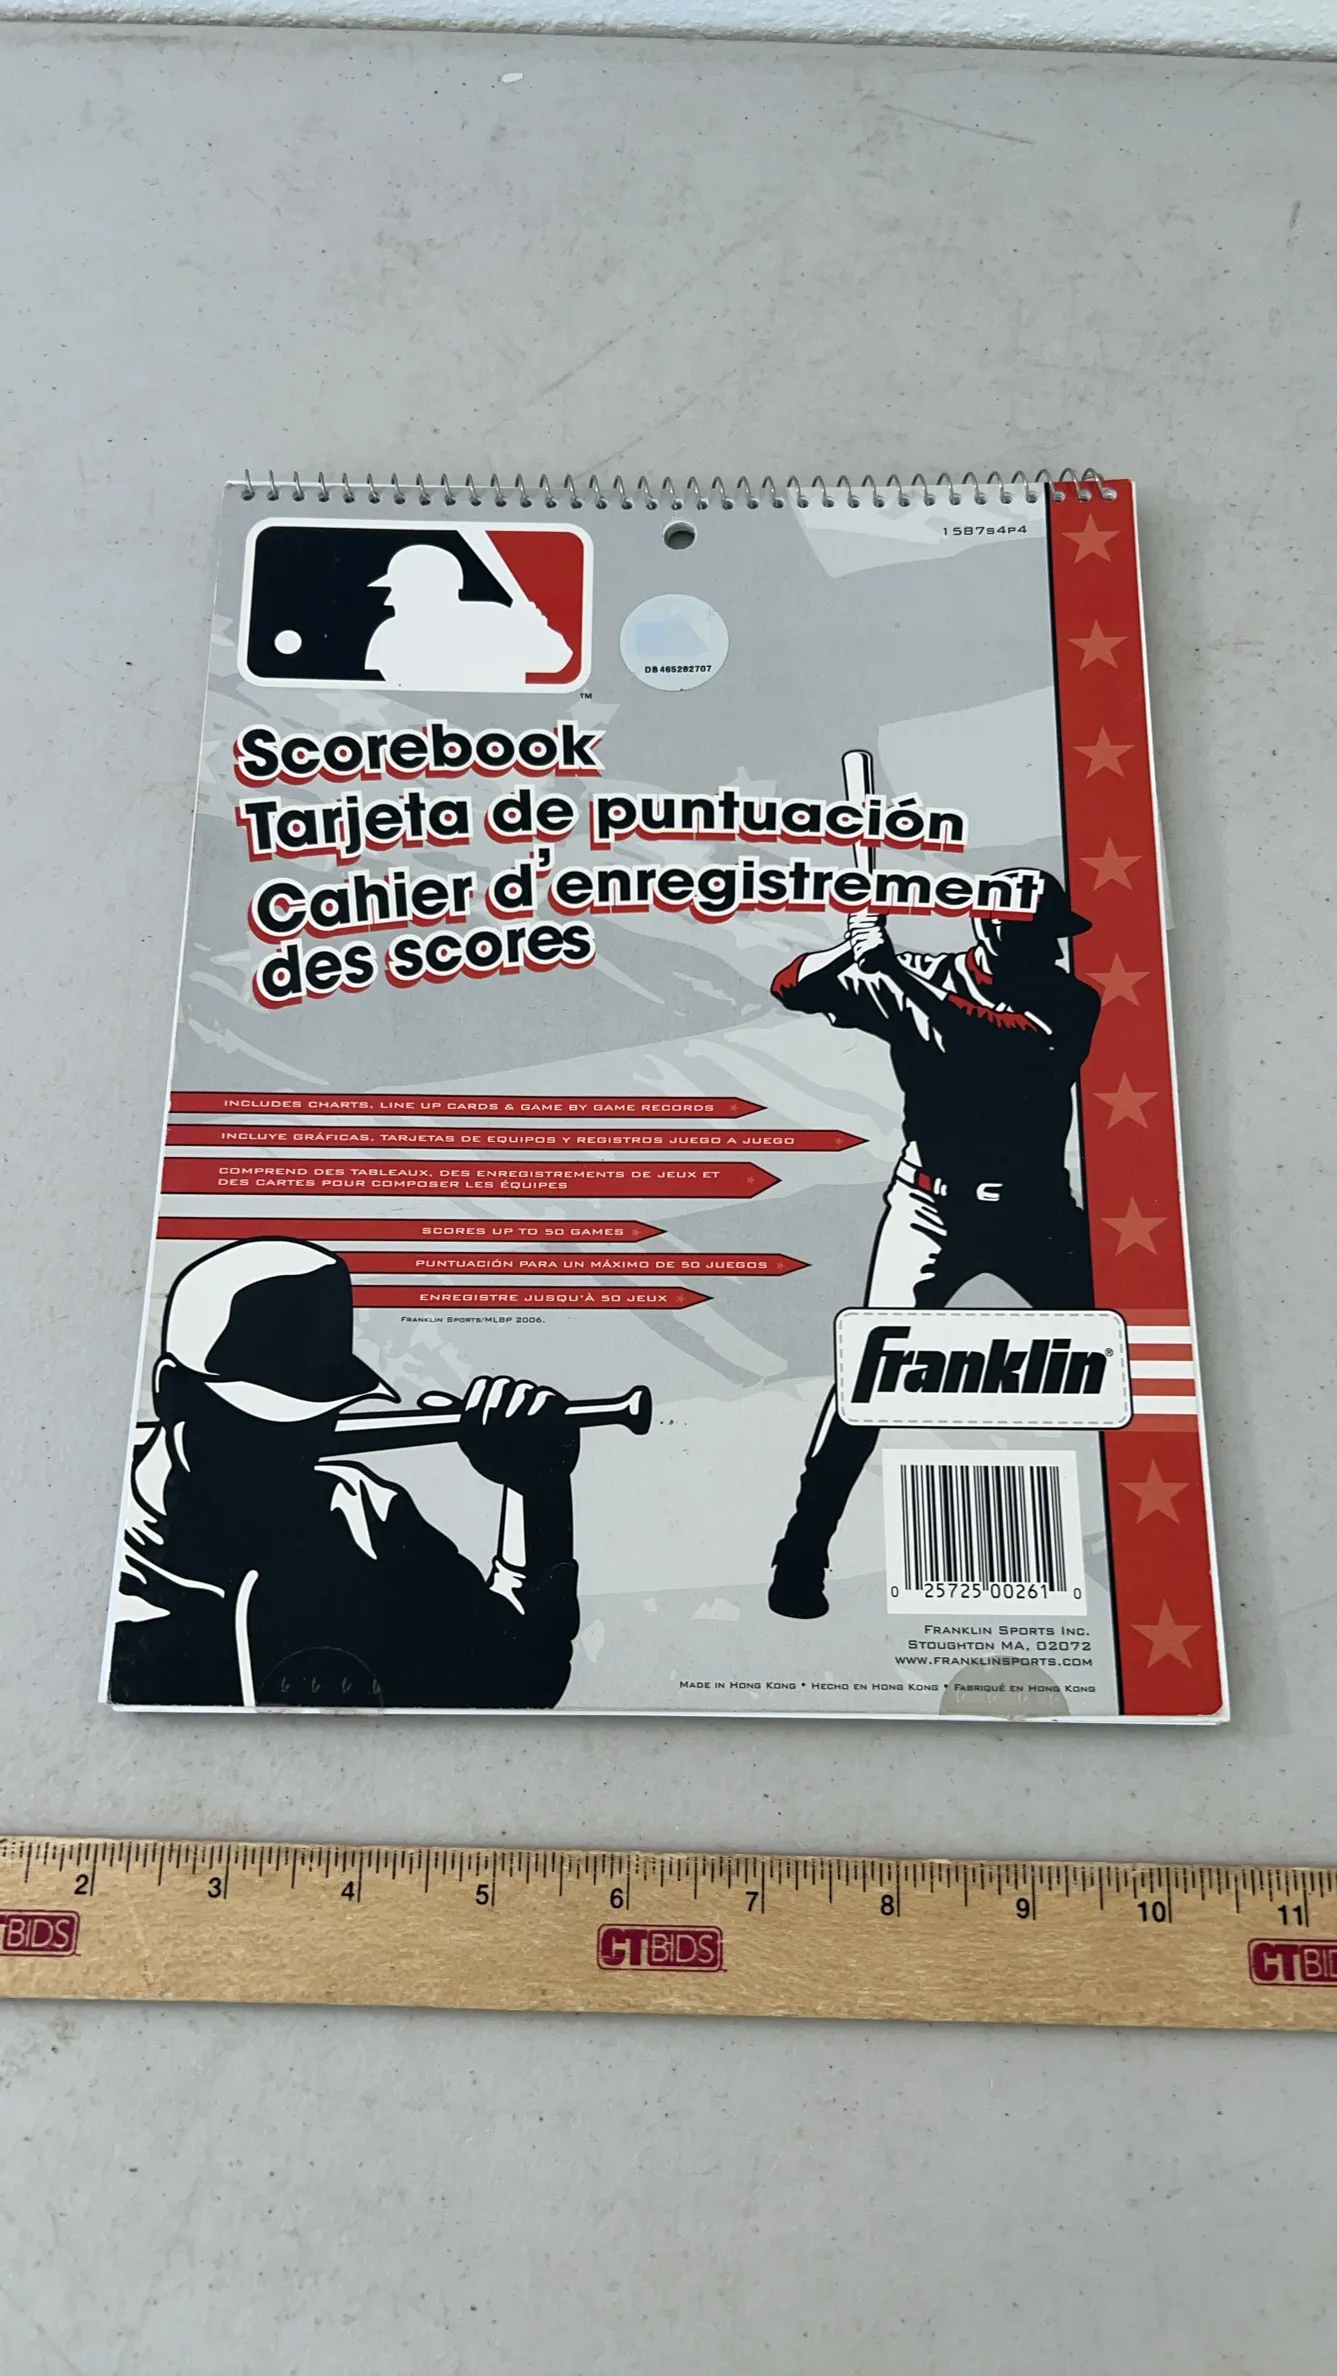 1587S4P4
TM
DB465282707
Scorebook
Tarjeta de puntuación
Cahier d'enregistrement
des scores
INCLUDES CHARTS, LINE UP CARDS & GAME BY GAME RECORDS
INCLUYE GRÁFICAS, TARJETAS DE EQUIPOS Y REGISTROS JUEGO A JUEGO
COMPREND DES TABLEAUX, DES ENREGISTREMENTS DE JEUX ET
DES CARTES POUR COMPOSER LES ÉQUIPES
SCORES UP TO 50 GAMES
PUNTUACIÓN PARA UN MÁXIMO DE 50 JUEGOS
ENREGISTRE JUSQU'À 50 JEUX
FRANKLIN SPORTS/MLBP 2006.
Franklin®
0 25725 00261 0
FRANKLIN SPORTS INC.
STOUGHTON MA, 02072
WWW.FRANKLINSPORTS.COM
MADE IN HONG KONG • HECHO EN HONG KONG • FABRIQUÉ EN HONG KONG
2 3 4 5 6 7 8 9 10 11
CTBIDS CTBIDS CTBIDS